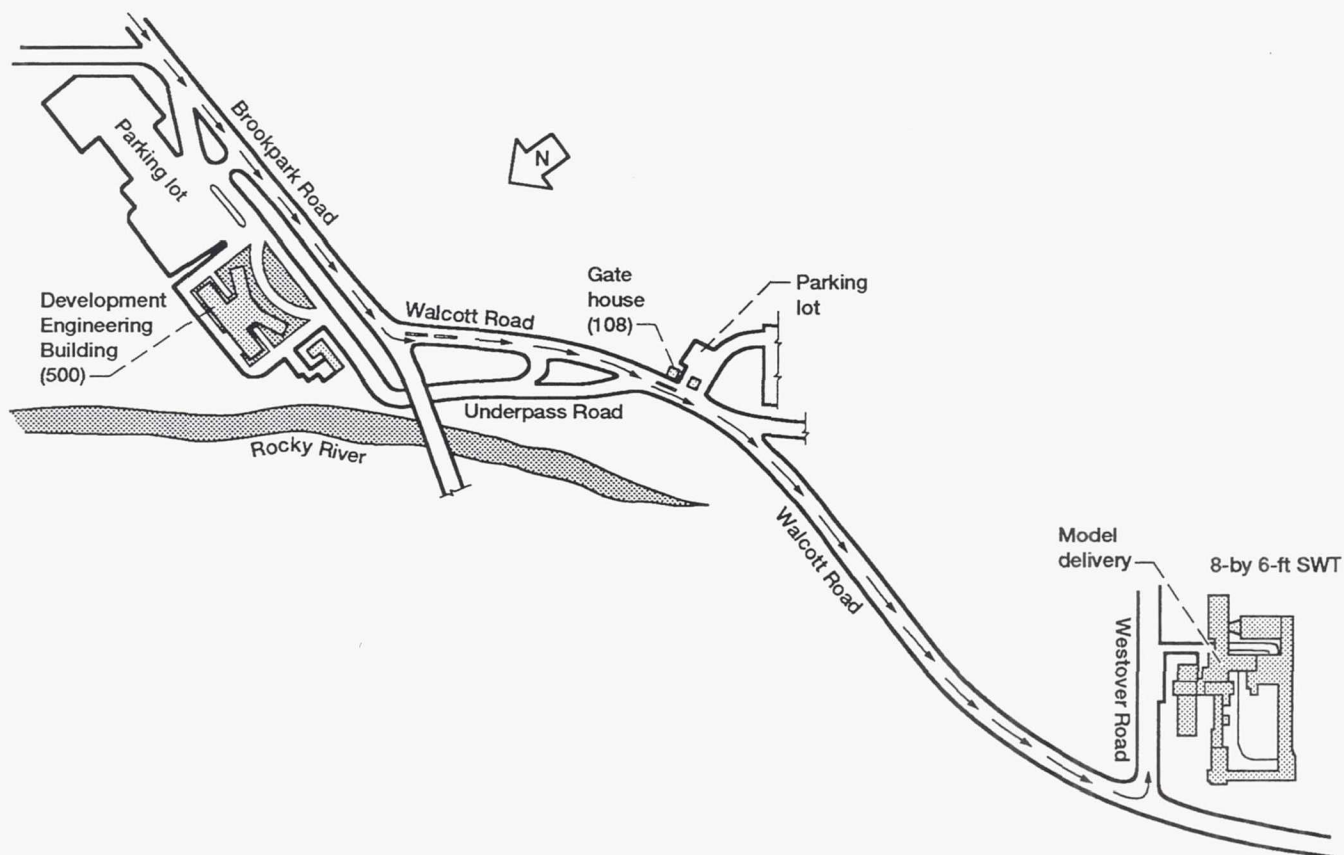 Brookpark Road
Parking lot
N
Development
Engineering
Building
(500)
Walcott Road
Gate
house
(108)
Parking
lot
Underpass Road
Rocky River
Walcott Road
Model
delivery
8-by 6-ft SWT
Westover Road